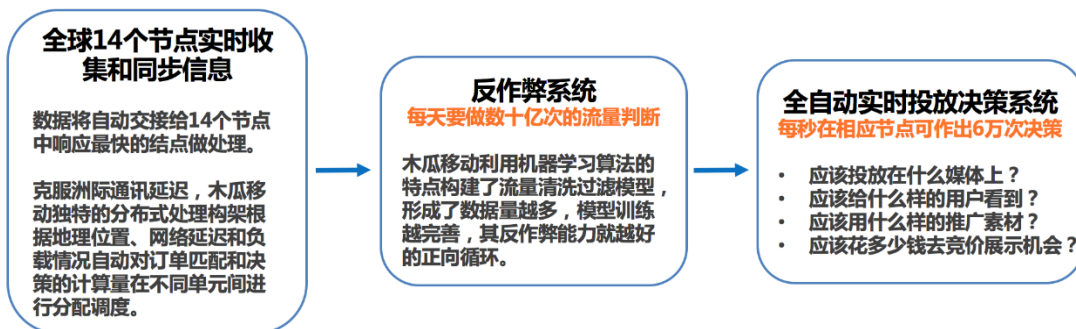 全球14个节点实时收
集和同步信息
数据将自动交接给14个节点
中响应最快的结点做处理。
克服洲际通讯延迟，木瓜移
动独特的分布式处理构架根
据地理位置、网络延迟和负
载情况自动对订单匹配和决
策的计算量在不同单元间进
行分配调度。
反作弊系统
每天要做数十亿次的流量判断
木瓜移动利用机器学习算法的
特点构建了流量清洗过滤模型，
形成了数据量越多，模型训练
越完善，其反作弊能力就越好
的正向循环。
全自动实时投放决策系统
每秒在相应节点可作出6万次决策
• 应该投放在什么媒体上？
• 应该给什么样的用户看到？
• 应该用什么样的推广素材？
• 应该花多少钱去竞价展示机会？